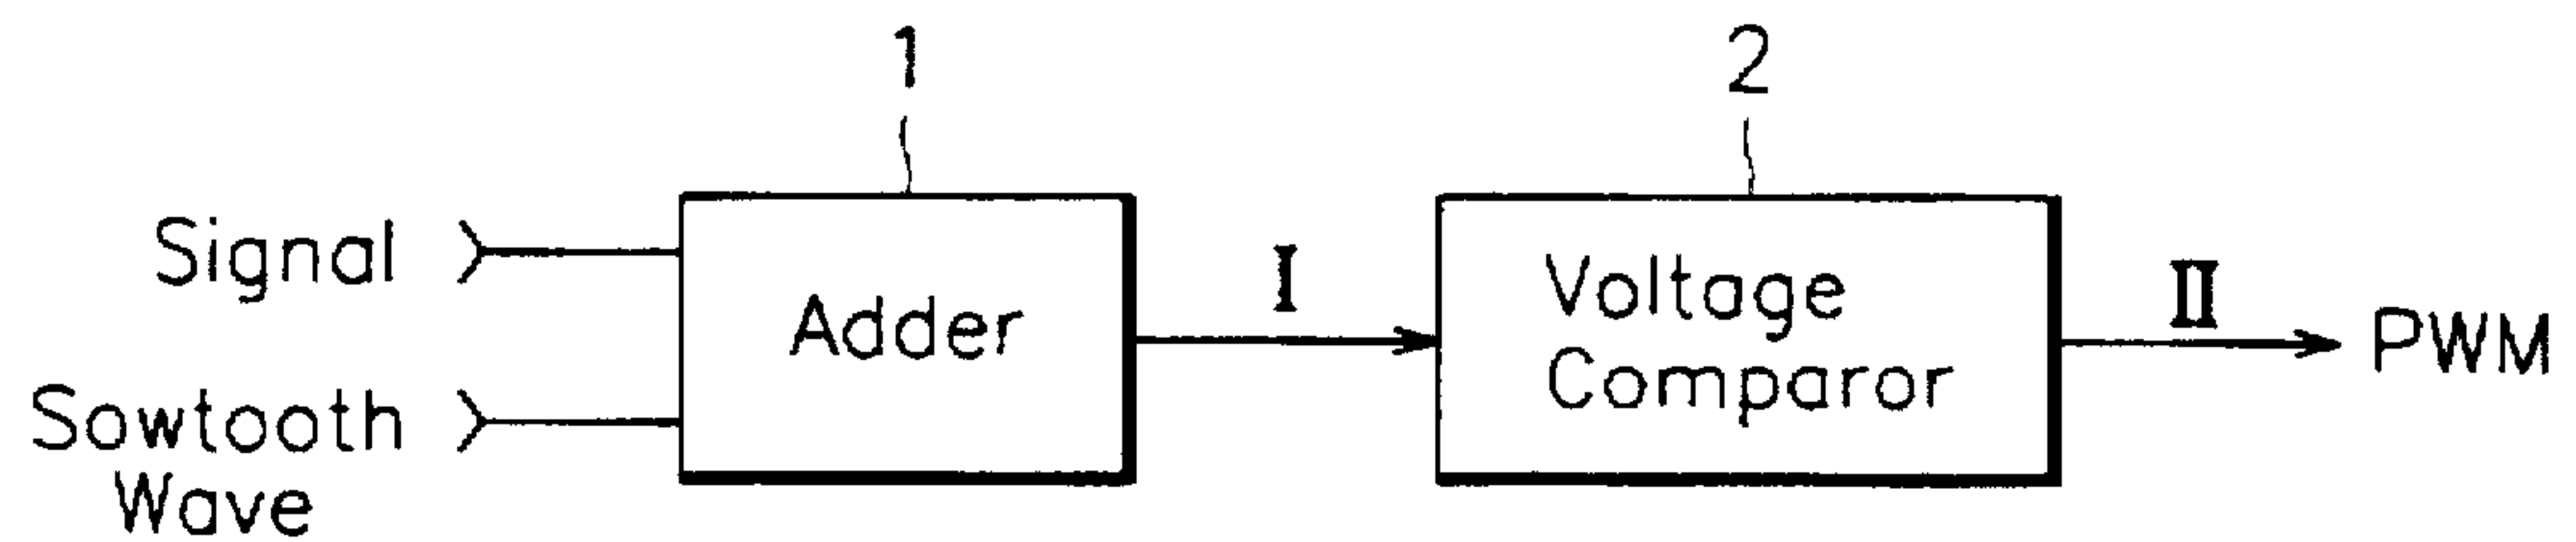 1
2
Signal
Sowtooth
Wave
Adder
I
Voltage
Comparor
II
PWM